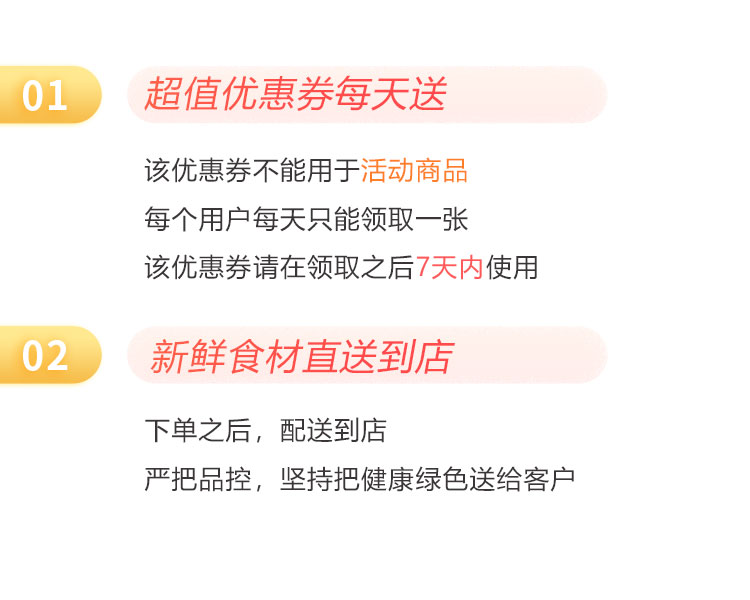 01 超值优惠券每天送
该优惠券不能用于活动商品
每个用户每天只能领取一张
该优惠券请在领取之后7天内使用
02 新鲜食材直送到店
下单之后，配送到店
严把品控，坚持把健康绿色送给客户